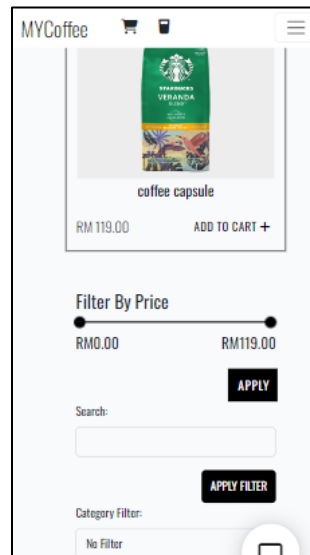 MYCoffee
STARBUCKS
VERANDA
BLEND
coffee capsule
RM 119.00 ADD TO CART +
Filter By Price
RM0.00 RM119.00
APPLY
Search:
APPLY FILTER
Category Filter:
No Filter